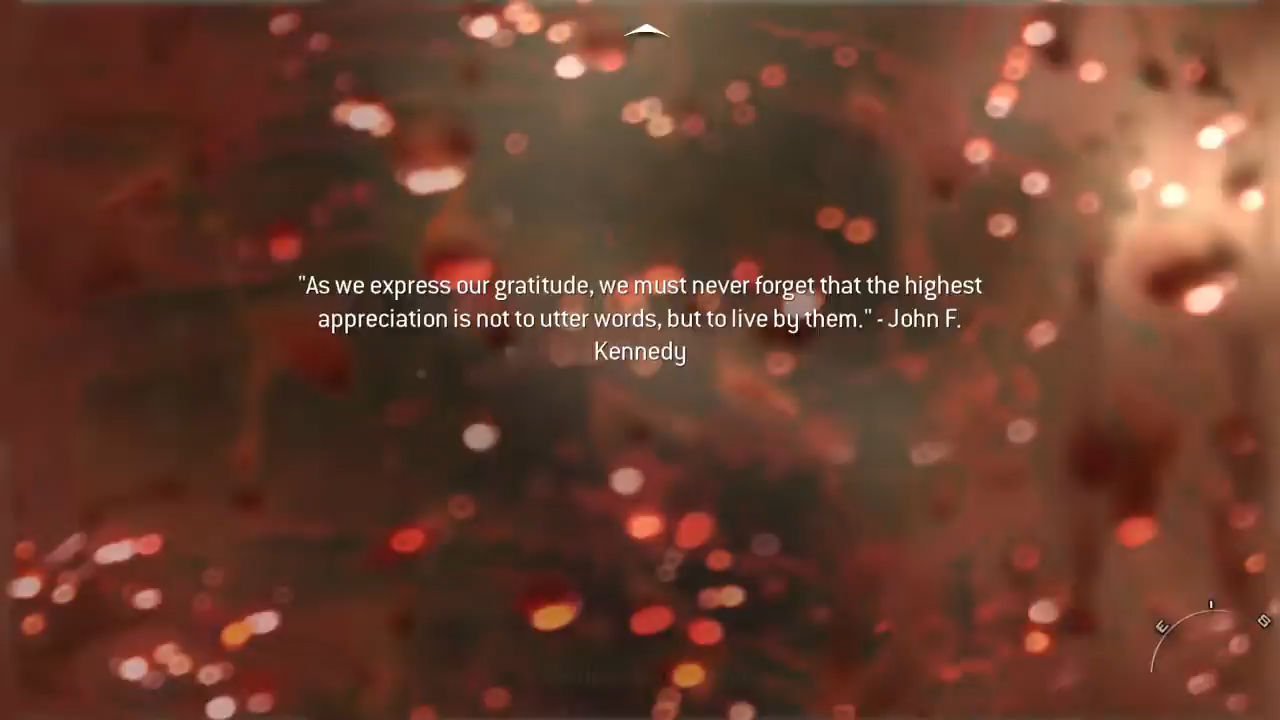 "As we express our gratitude, we must never forget that the highest
appreciation is not to utter words, but to live by them." - John F.
Kennedy
E
S